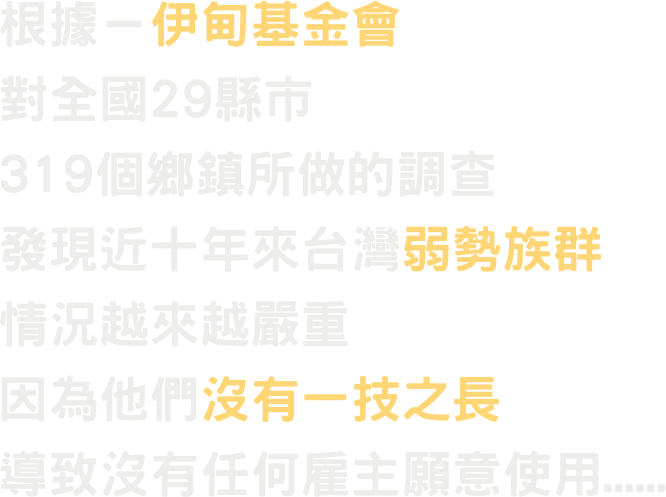 根據－伊甸基金會
對全國29縣市
319個鄉鎮所做的調查
發現近十年來台灣弱勢族群
情況越來越嚴重
因為他們沒有一技之長
導致沒有任何雇主願意使用......